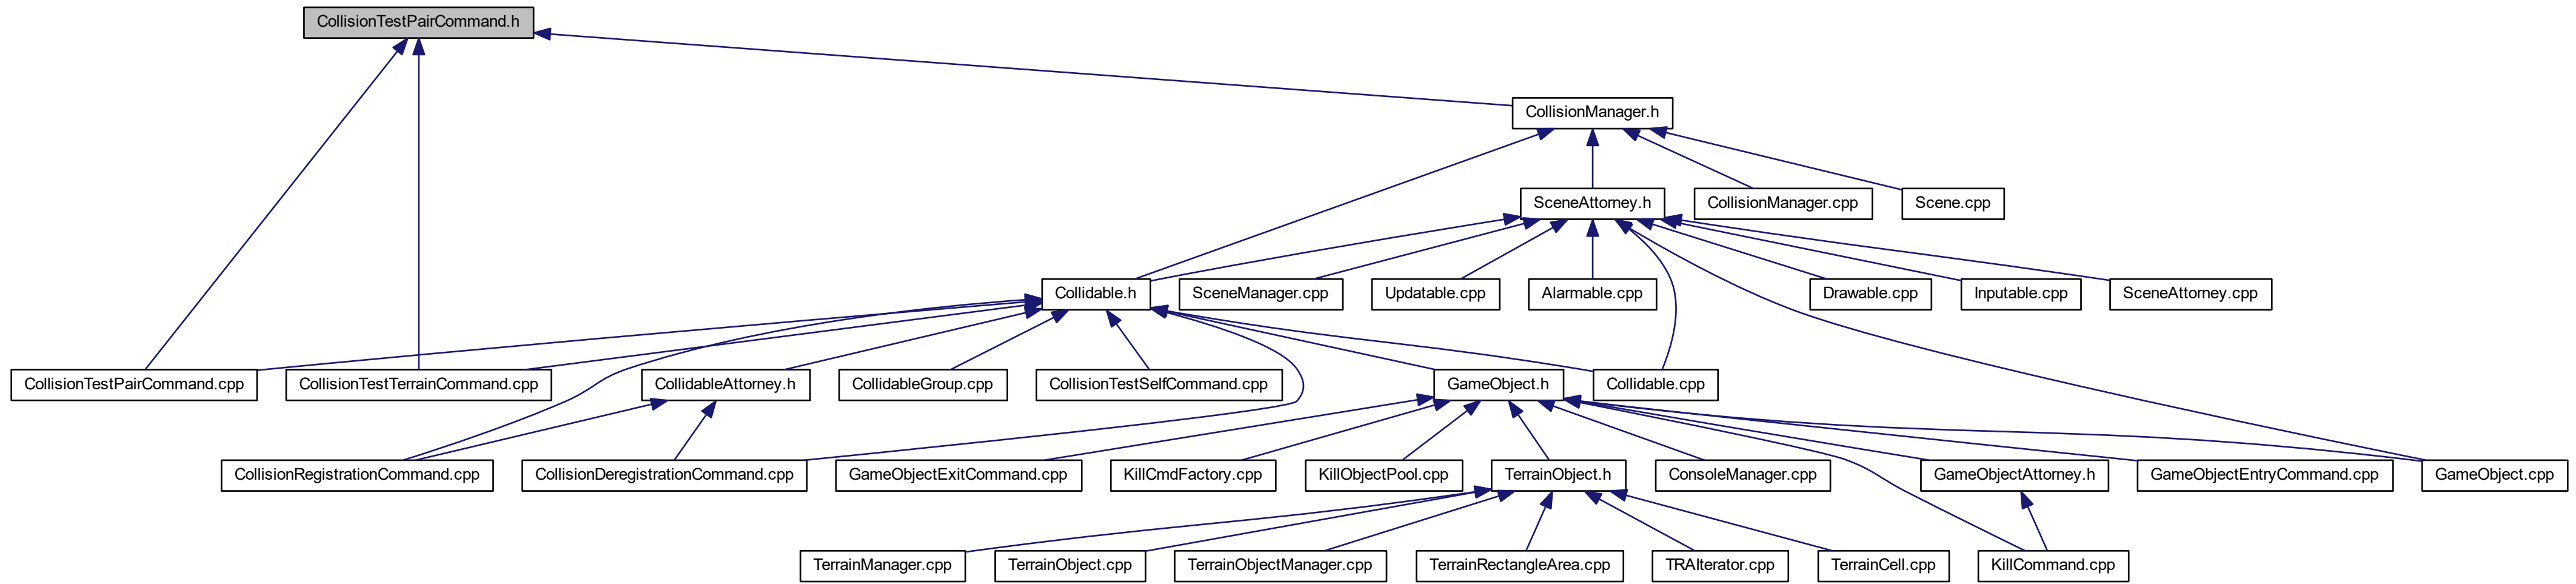 CollisionTestPairCommand.h
CollisionManager.h
SceneAttorney.h
CollisionManager.cpp
Scene.cpp
Collidable.h
SceneManager.cpp
Updatable.cpp
Alarmable.cpp
Drawable.cpp
Inputable.cpp
SceneAttorney.cpp
CollisionTestPairCommand.cpp
CollisionTestTerrainCommand.cpp
CollidableAttorney.h
CollidableGroup.cpp
CollisionTestSelfCommand.cpp
GameObject.h
Collidable.cpp
CollisionRegistrationCommand.cpp
CollisionDeregistrationCommand.cpp
GameObjectExitCommand.cpp
KillCmdFactory.cpp
KillObjectPool.cpp
TerrainObject.h
ConsoleManager.cpp
GameObjectAttorney.h
GameObjectEntryCommand.cpp
GameObject.cpp
TerrainManager.cpp
TerrainObject.cpp
TerrainObjectManager.cpp
TerrainRectangleArea.cpp
TRAIterator.cpp
TerrainCell.cpp
KillCommand.cpp